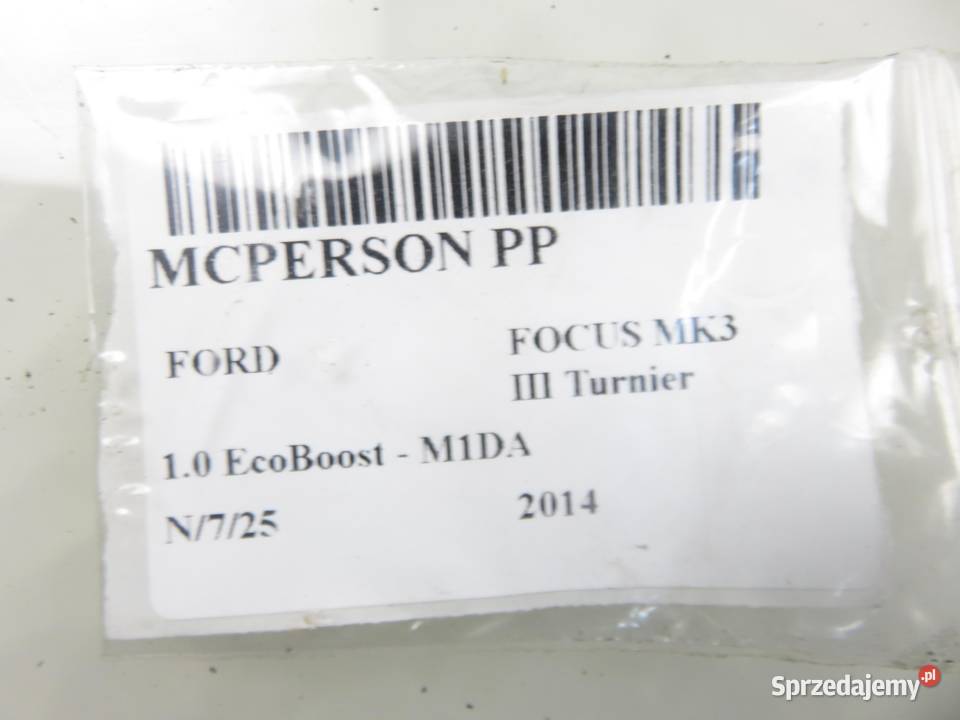 MCPERSON PP
FORD
FOCUS MK3
III Turnier
1.0 EcoBoost - M1DA
N/7/25
2014
Sprzedajemy.pl